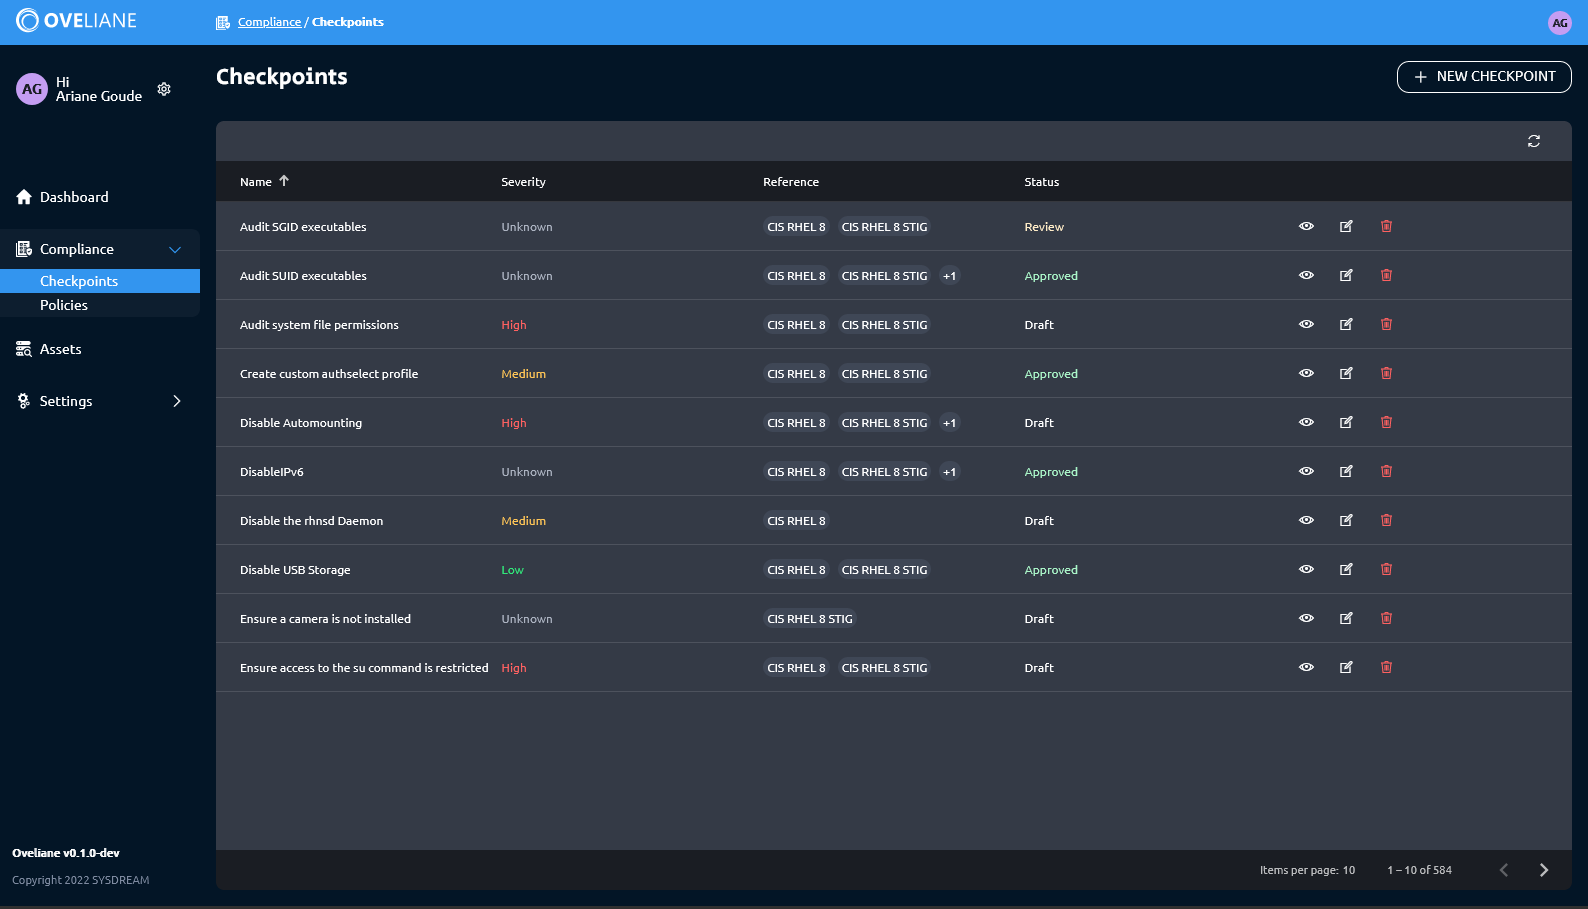 OVELIANE
Compliance / Checkpoints
AG
AG
Hi
Ariane Goude
Checkpoints
+ NEW CHECKPOINT
Dashboard
Compliance
Checkpoints
Policies
Assets
Settings
Name Severity Reference Status
Audit SGID executables Unknown CIS RHEL 8 CIS RHEL 8 STIG Review
Audit SUID executables Unknown CIS RHEL 8 CIS RHEL 8 STIG +1 Approved
Audit system file permissions High CIS RHEL 8 CIS RHEL 8 STIG Draft
Create custom authselect profile Medium CIS RHEL 8 CIS RHEL 8 STIG Approved
Disable Automounting High CIS RHEL 8 CIS RHEL 8 STIG +1 Draft
DisableIPv6 Unknown CIS RHEL 8 CIS RHEL 8 STIG +1 Approved
Disable the rhnsd Daemon Medium CIS RHEL 8 Draft
Disable USB Storage Low CIS RHEL 8 CIS RHEL 8 STIG Approved
Ensure a camera is not installed Unknown CIS RHEL 8 STIG Draft
Ensure access to the su command is restricted High CIS RHEL 8 CIS RHEL 8 STIG Draft
Items per page: 10 1 – 10 of 584
Oveliane v0.1.0-dev
Copyright 2022 SYSDREAM